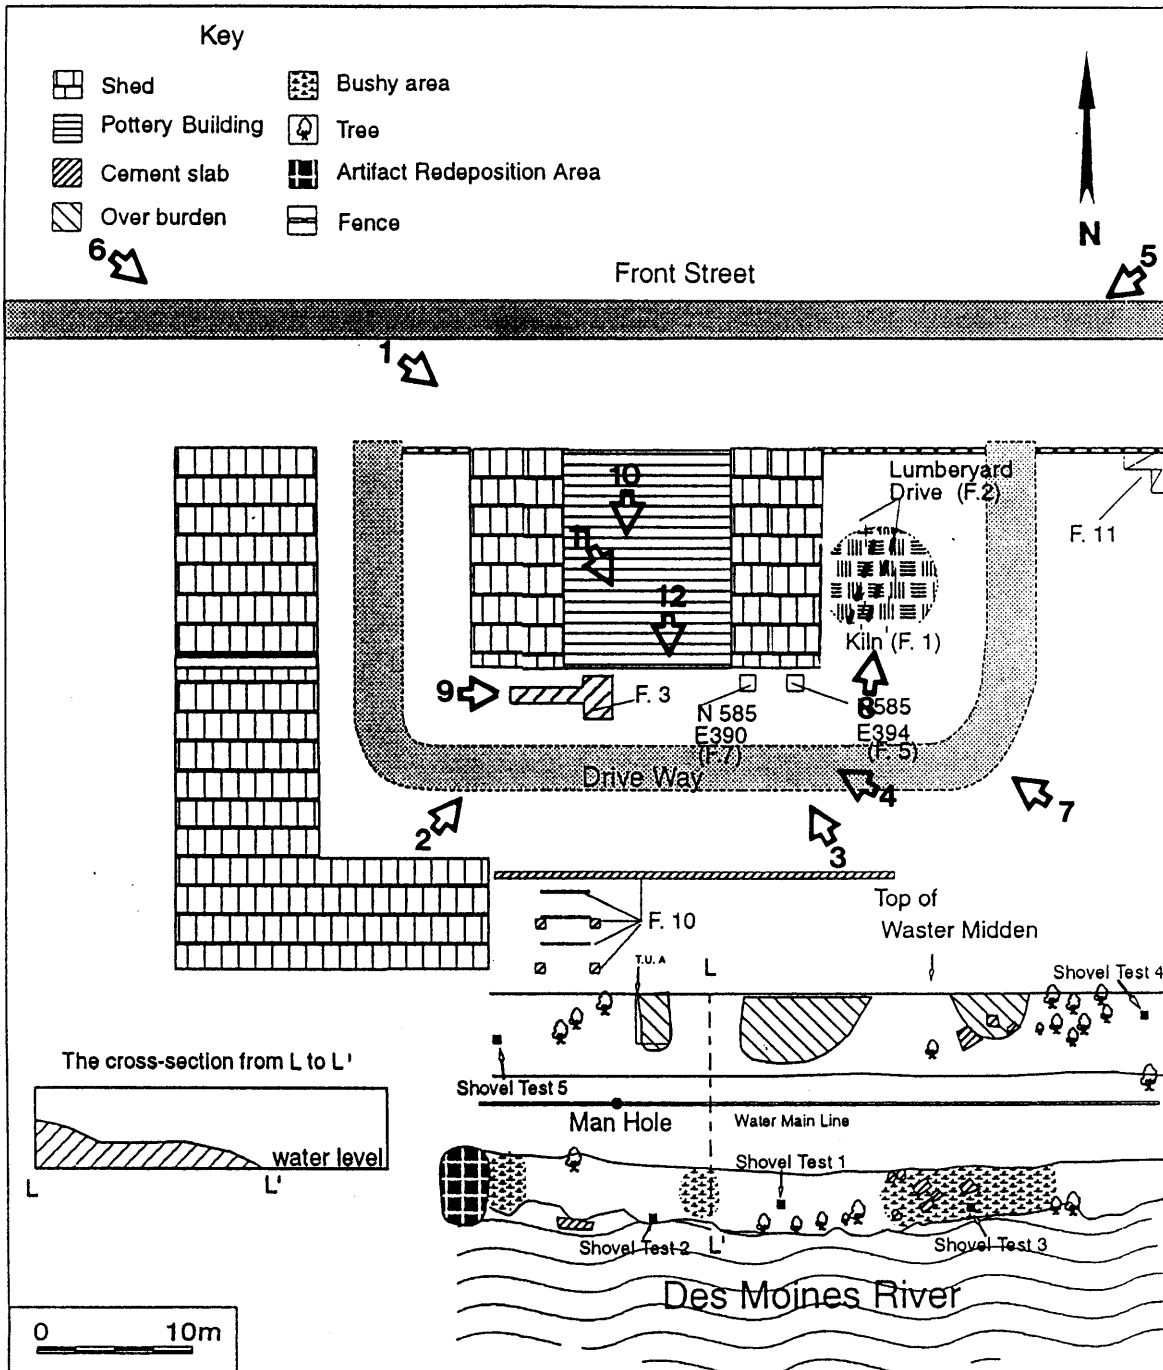 Key
Shed
Bushy area
Pottery Building
Tree
Cement slab
Artifact Redeposition Area
Over burden
Fence
N
6
5
Front Street
1
Lumberyard
Drive (F.2)
F. 11
10
11
12
Kiln (F. 1)
9
F. 3
8
N 585
E390
(F.7)
N585
E394
(F. 5)
Drive Way
4
7
2
3
Top of
Waster Midden
F. 10
T.U. A
L
Shovel Test 4
The cross-section from L to L'
Shovel Test 5
Man Hole
Water Main Line
water level
L
L'
Shovel Test 1
Shovel Test 2
L'
Shovel Test 3
Des Moines River
0 10m